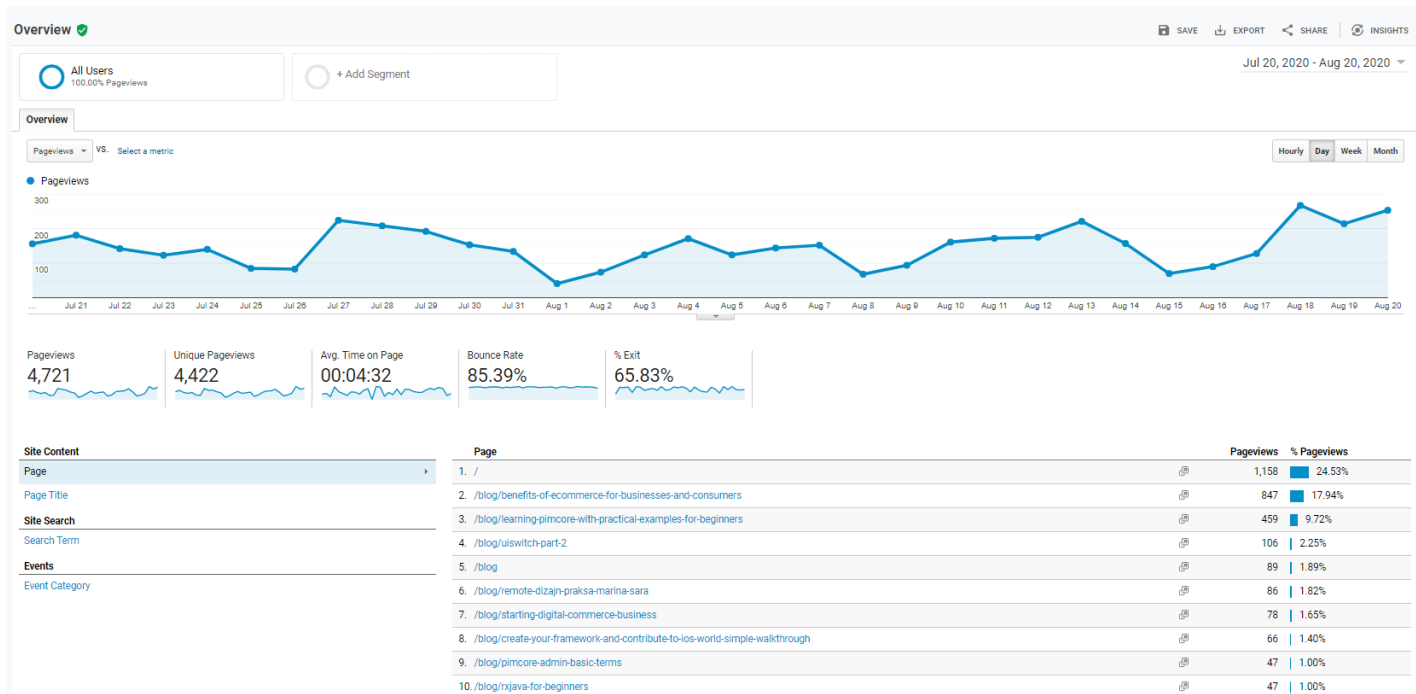 Overview
SAVE EXPORT SHARE INSIGHTS
All Users
100.00% Pageviews
+ Add Segment
Jul 20, 2020 - Aug 20, 2020
Overview
Pageviews VS. Select a metric
Hourly Day Week Month
Pageviews
300
200
100
... Jul 21 Jul 22 Jul 23 Jul 24 Jul 25 Jul 26 Jul 27 Jul 28 Jul 29 Jul 30 Jul 31 Aug 1 Aug 2 Aug 3 Aug 4 Aug 5 Aug 6 Aug 7 Aug 8 Aug 9 Aug 10 Aug 11 Aug 12 Aug 13 Aug 14 Aug 15 Aug 16 Aug 17 Aug 18 Aug 19 Aug 20
Pageviews Unique Pageviews Avg. Time on Page Bounce Rate % Exit
4,721 4,422 00:04:32 85.39% 65.83%
Site Content
Page
Page Title
Site Search
Search Term
Events
Event Category
Page Pageviews % Pageviews
1. / 1,158 24.53%
2. /blog/benefits-of-ecommerce-for-businesses-and-consumers 847 17.94%
3. /blog/learning-pimcore-with-practical-examples-for-beginners 459 9.72%
4. /blog/uiswitch-part-2 106 2.25%
5. /blog 89 1.89%
6. /blog/remote-dizajn-praksa-marina-sara 86 1.82%
7. /blog/starting-digital-commerce-business 78 1.65%
8. /blog/create-your-framework-and-contribute-to-ios-world-simple-walkthrough 66 1.40%
9. /blog/pimcore-admin-basic-terms 47 1.00%
10. /blog/rxjava-for-beginners 47 1.00%